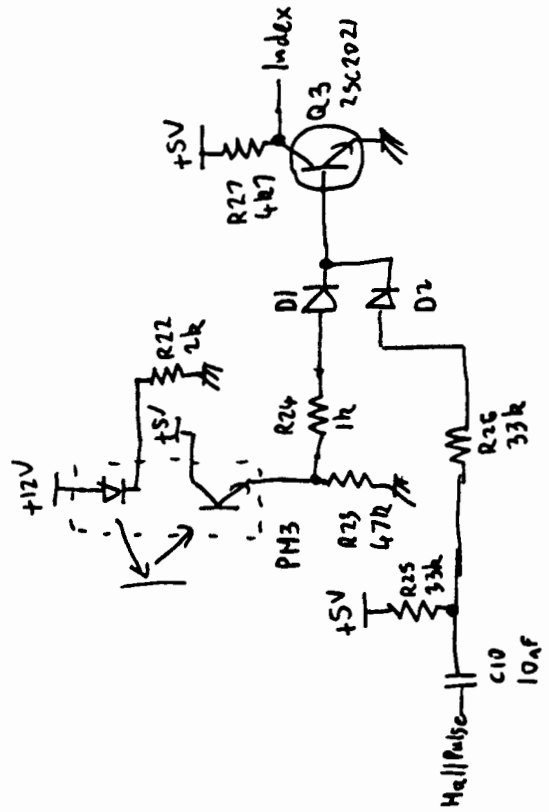 +12V
R22
2k
+5V
PH3
R23
47k
R24
1k
D1
D2
+5V
R27
4k7
Index
Q3
2SC2021
+5V
R25
33k
R26
33k
C10
10nF
HallPulse